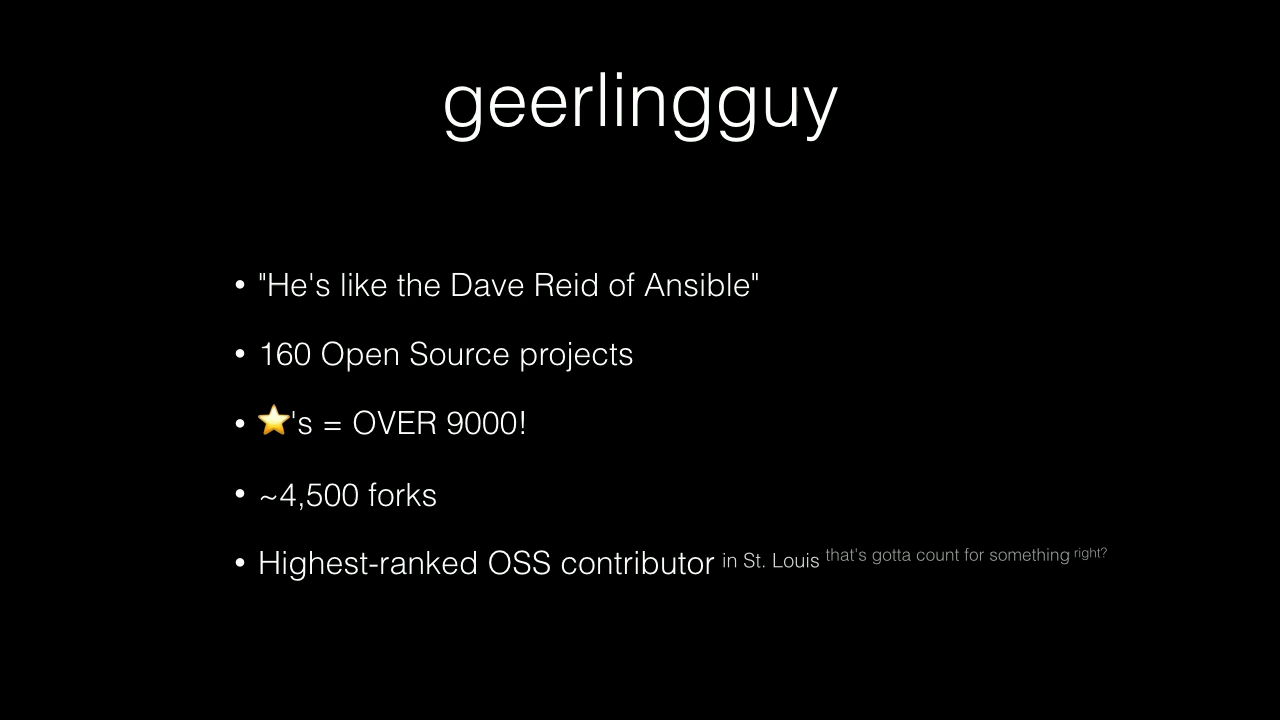 geerlingguy
• "He's like the Dave Reid of Ansible"
• 160 Open Source projects
• ⭐'s = OVER 9000!
• ~4,500 forks
• Highest-ranked OSS contributor in St. Louis that's gotta count for something right?